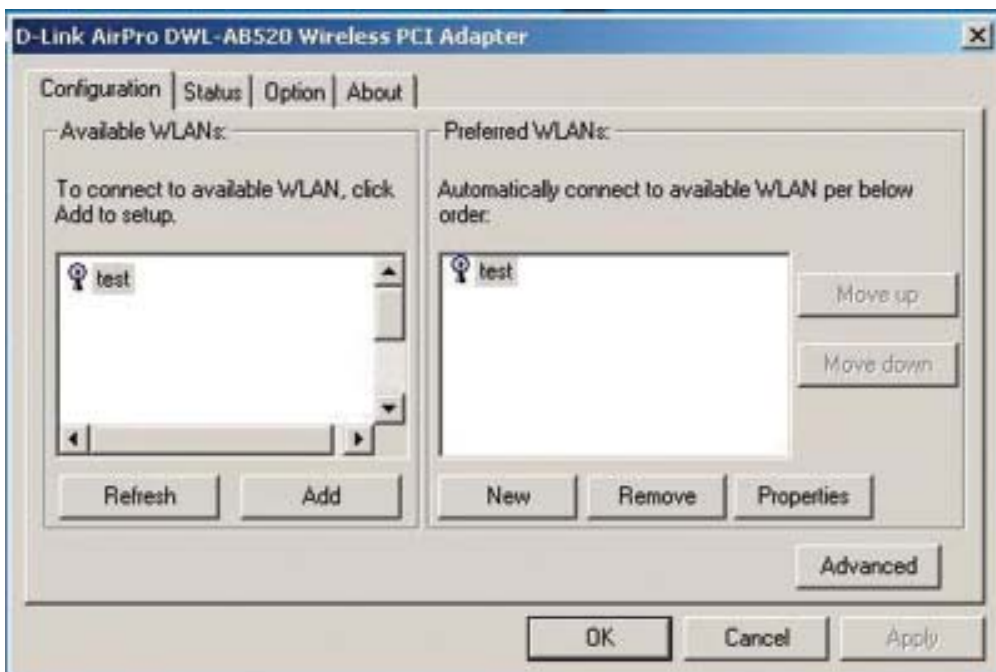 D-Link AirPro DWL-AB520 Wireless PCI Adapter
Configuration
Status
Option
About
Available WLANs:
To connect to available WLAN, click
Add to setup.
test
Refresh
Add
Preferred WLANs:
Automatically connect to available WLAN per below
order:
test
Move up
Move down
New
Remove
Properties
Advanced
OK
Cancel
Apply